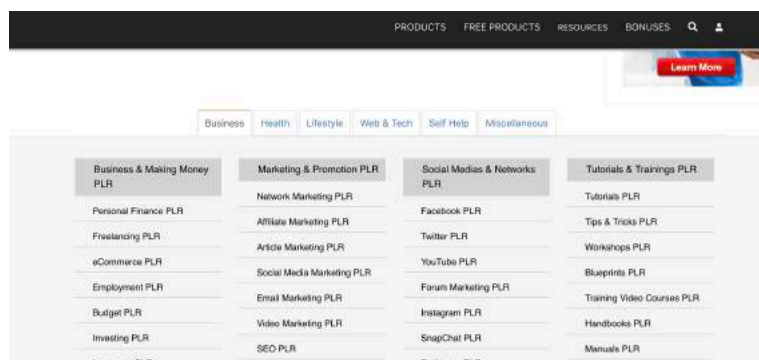 PRODUCTS FREE PRODUCTS RESOURCES BONUSES
Learn More
Business Health Lifestyle Web & Tech Self Help Miscellaneous
Business & Making Money
PLR
Personal Finance PLR
Freelancing PLR
eCommerce PLR
Employment PLR
Budget PLR
Investing PLR
Marketing & Promotion PLR
Network Marketing PLR
Affiliate Marketing PLR
Article Marketing PLR
Social Media Marketing PLR
Email Marketing PLR
Video Marketing PLR
SEO PLR
Social Medias & Networks
PLR
Facebook PLR
Twitter PLR
YouTube PLR
Forum Marketing PLR
Instagram PLR
SnapChat PLR
Tutorials & Trainings PLR
Tutorials PLR
Tips & Tricks PLR
Workshops PLR
Blueprints PLR
Training Video Courses PLR
Handbooks PLR
Manuals PLR